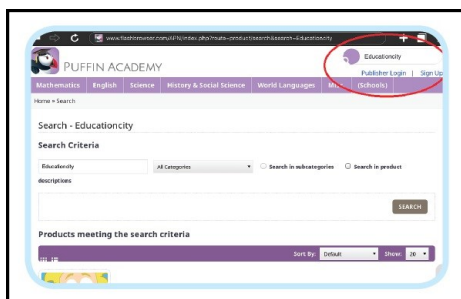 www.flashbrowser.com/APN/index.php?route=product/search&search=Educationcity
Educationcity
PUFFIN ACADEMY
Publisher Login | Sign Up
Mathematics English Science History & Social Science World Languages (Schools)
Home » Search
Search - Educationcity
Search Criteria
Educationcity All Categories Search in subcategories Search in product
descriptions
SEARCH
Products meeting the search criteria
Sort By: Default Show: 20